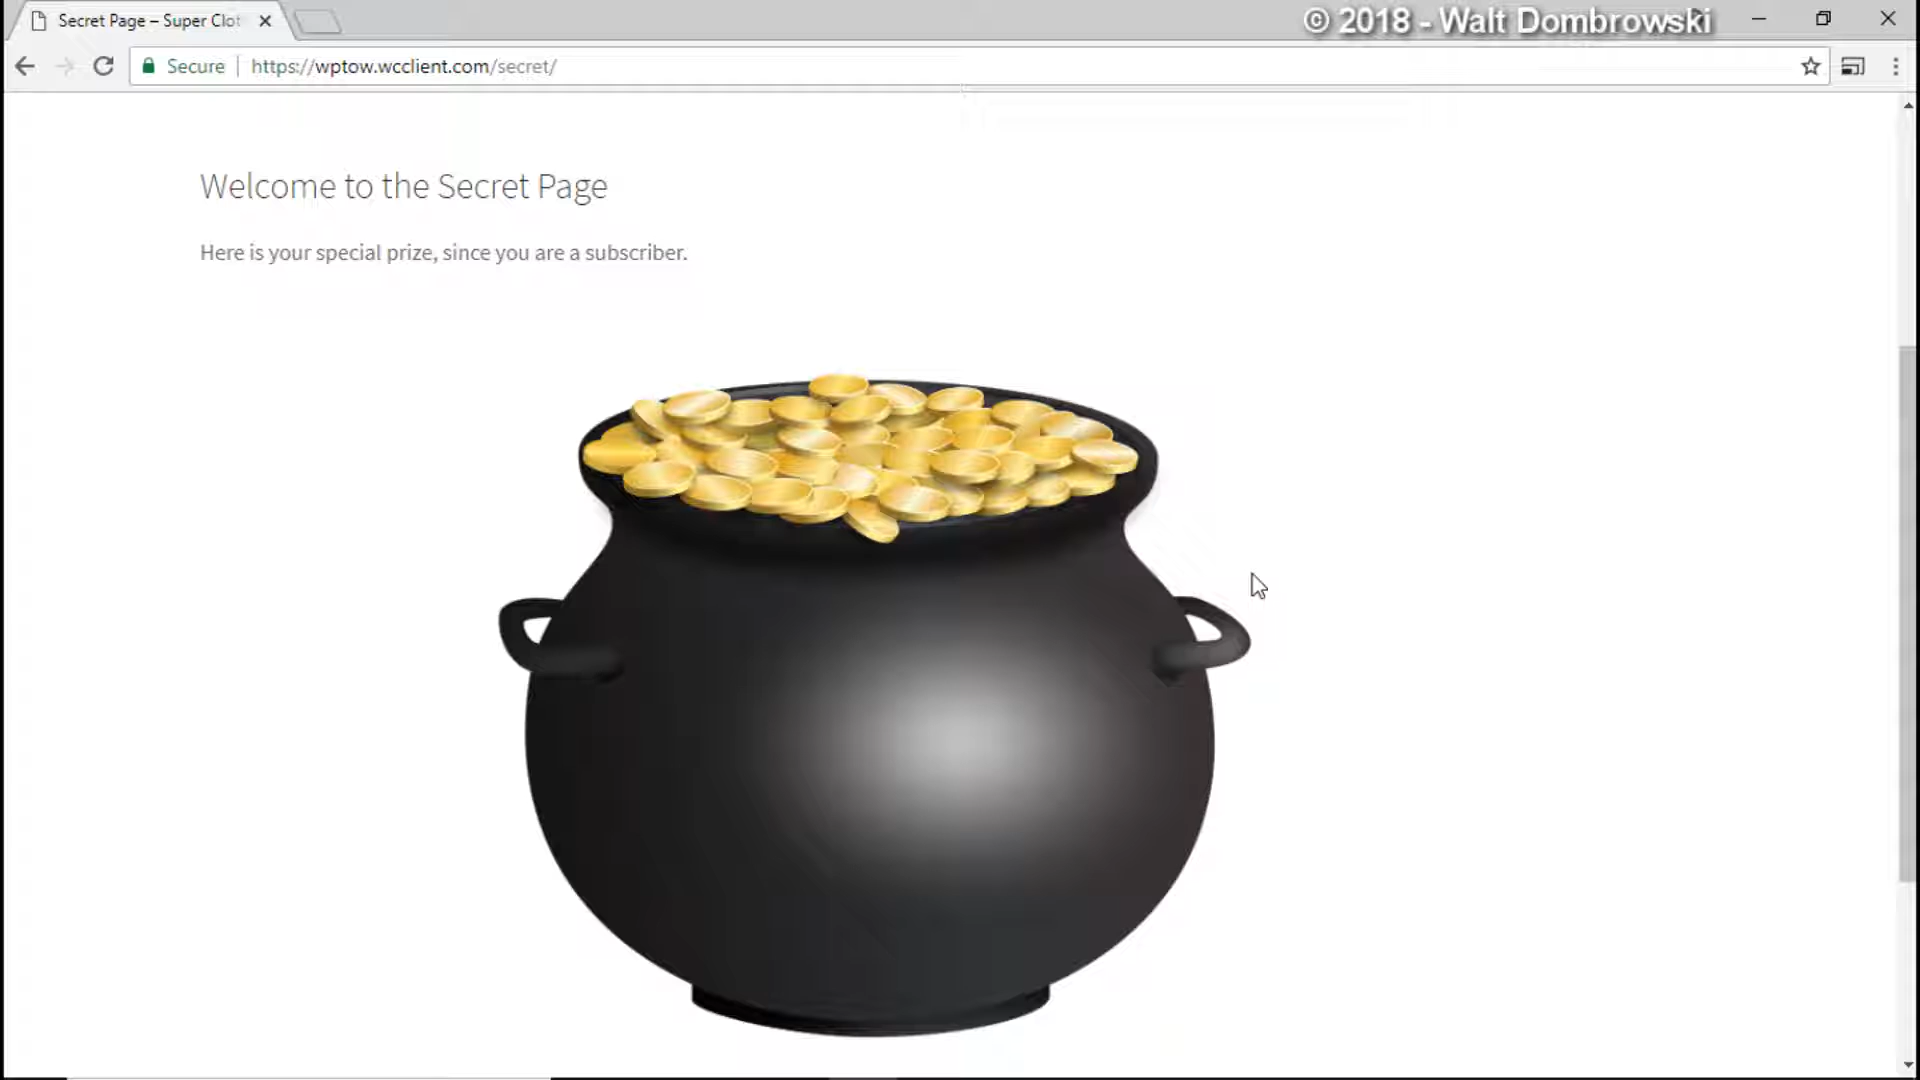 Secret Page – Super Clot
© 2018 - Walt Dombrowski
Secure
https://wptow.wcclient.com/secret/
Welcome to the Secret Page
Here is your special prize, since you are a subscriber.